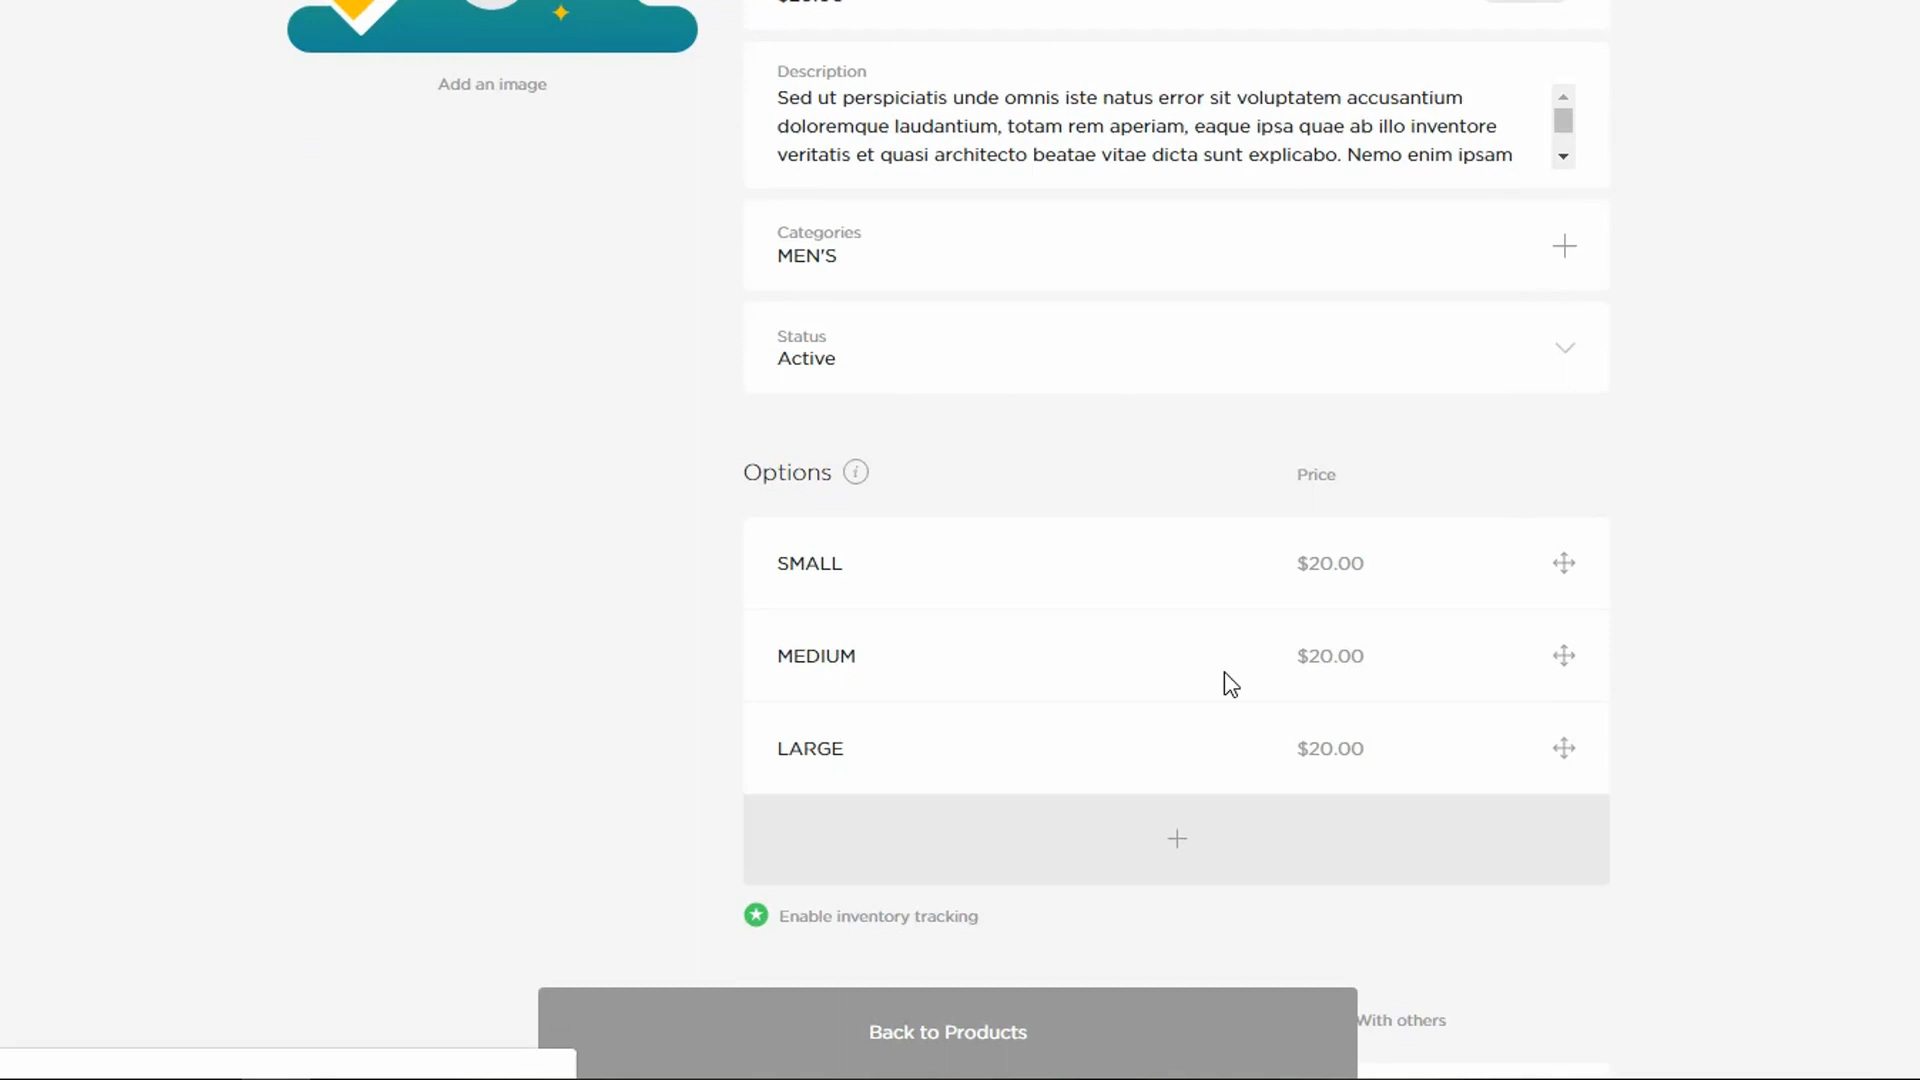 Add an image
Description
Sed ut perspiciatis unde omnis iste natus error sit voluptatem accusantium
doloremque laudantium, totam rem aperiam, eaque ipsa quae ab illo inventore
veritatis et quasi architecto beatae vitae dicta sunt explicabo. Nemo enim ipsam
Categories
MEN'S
Status
Active
Options
Price
SMALL $20.00
MEDIUM $20.00
LARGE $20.00
Enable inventory tracking
With others
Back to Products